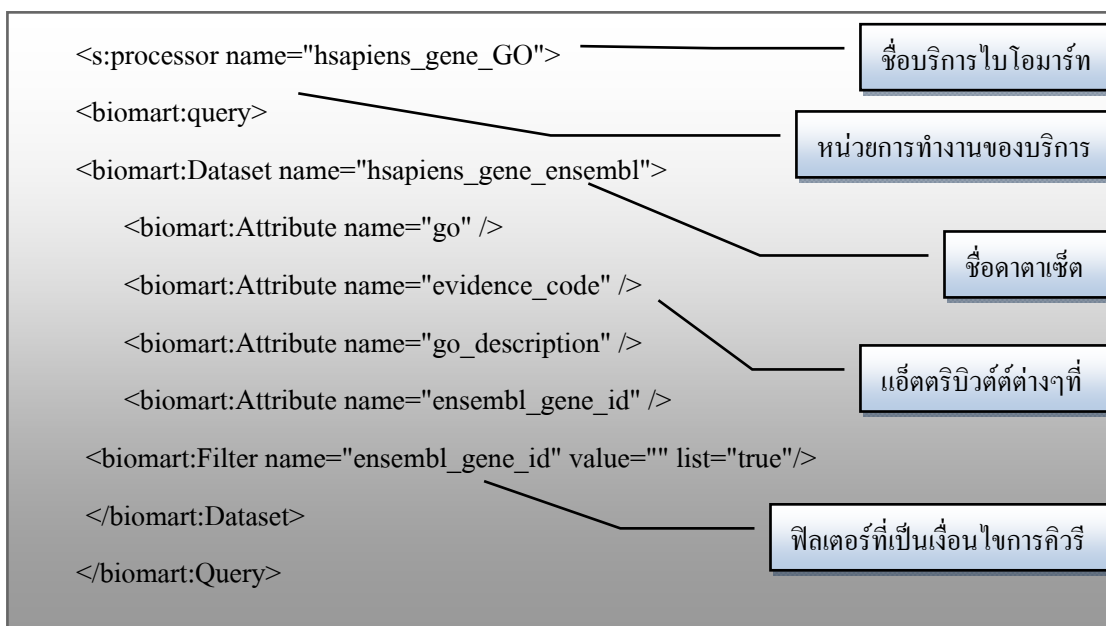 <s:processor name="hsapiens_gene_GO">
ชื่อบริการไบโอมาร์ท
<biomart:query>
หน่วยการทำงานของบริการ
<biomart:Dataset name="hsapiens_gene_ensembl">
<biomart:Attribute name="go" />
ชื่อดาตาเซ็ต
<biomart:Attribute name="evidence_code" />
<biomart:Attribute name="go_description" />
แอ็ตตริบิวต์ต์ต่างๆที่
<biomart:Attribute name="ensembl_gene_id" />
<biomart:Filter name="ensembl_gene_id" value="" list="true"/>
</biomart:Dataset>
ฟิลเตอร์ที่เป็นเงื่อนไขการคิวรี
</biomart:Query>